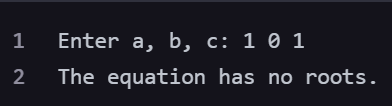 1 Enter a, b, c: 1 0 1
2 The equation has no roots.